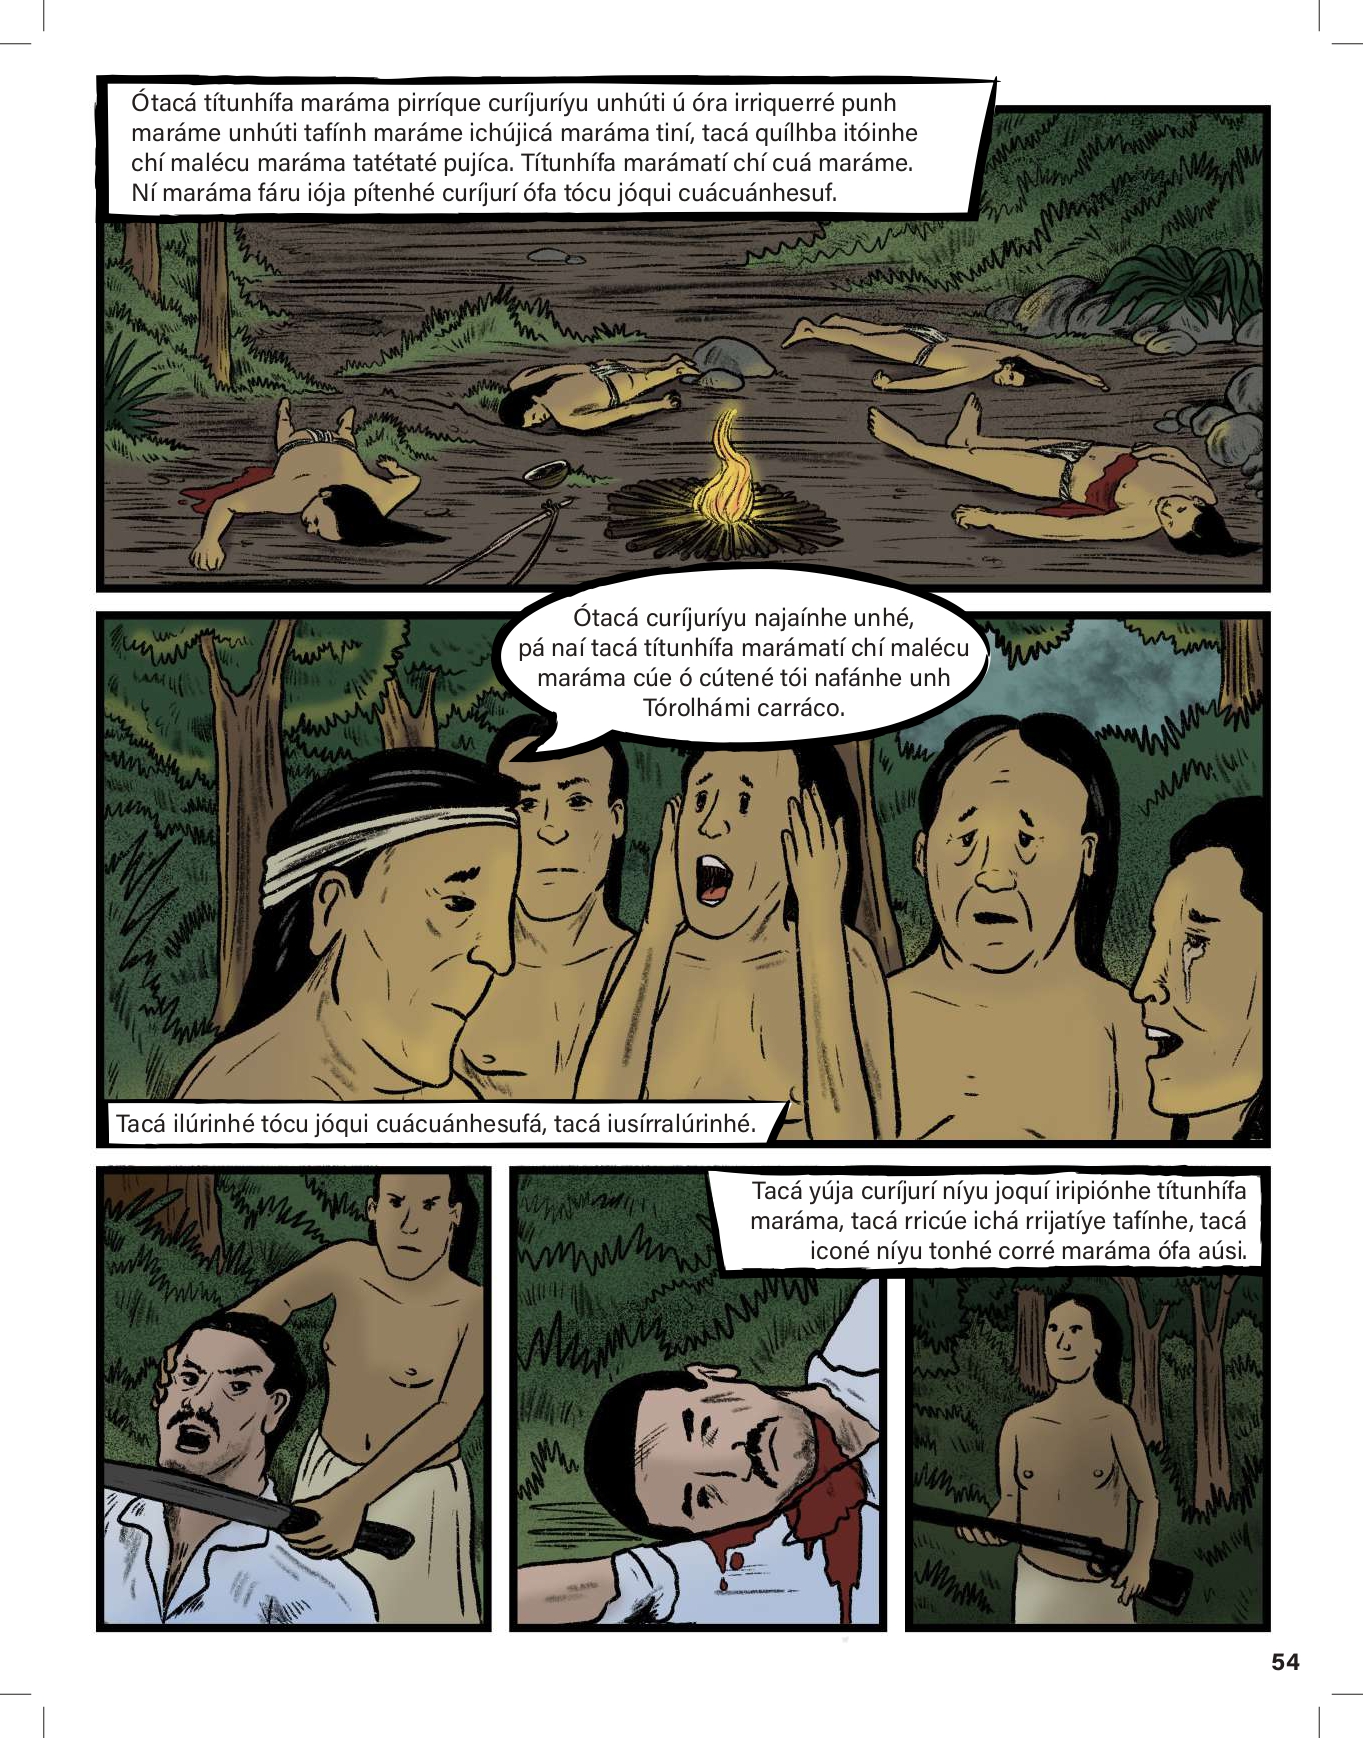 Ótacá títunhífa maráma pirríque curíjuríyu unhúti ú óra irriquerré punh
maráme unhúti tafính maráme ichújicá maráma tiní, tacá quílhba itóinhe
chí malécu maráma tatétaté pujíca. Títunhífa marámatí chí cuá maráme.
Ní maráma fáru iója pítenhé curíjurí ófa tócu jóqui cuácuánhesuf.
Ótacá curíjuríyu najaínhe unhé,
pá naí tacá títunhífa marámatí chí malécu
maráma cúe ó cútené tói nafánhe unh
Tórolhámi carráco.
Tacá ilúrinhé tócu jóqui cuácuánhesufá, tacá iusírralúrinhé.
Tacá yúja curíjurí níyu joquí iripiónhe títunhífa
maráma, tacá rricúe ichá rrijatíye tafínhe, tacá
iconé níyu tonhé corré maráma ófa aúsi.
54